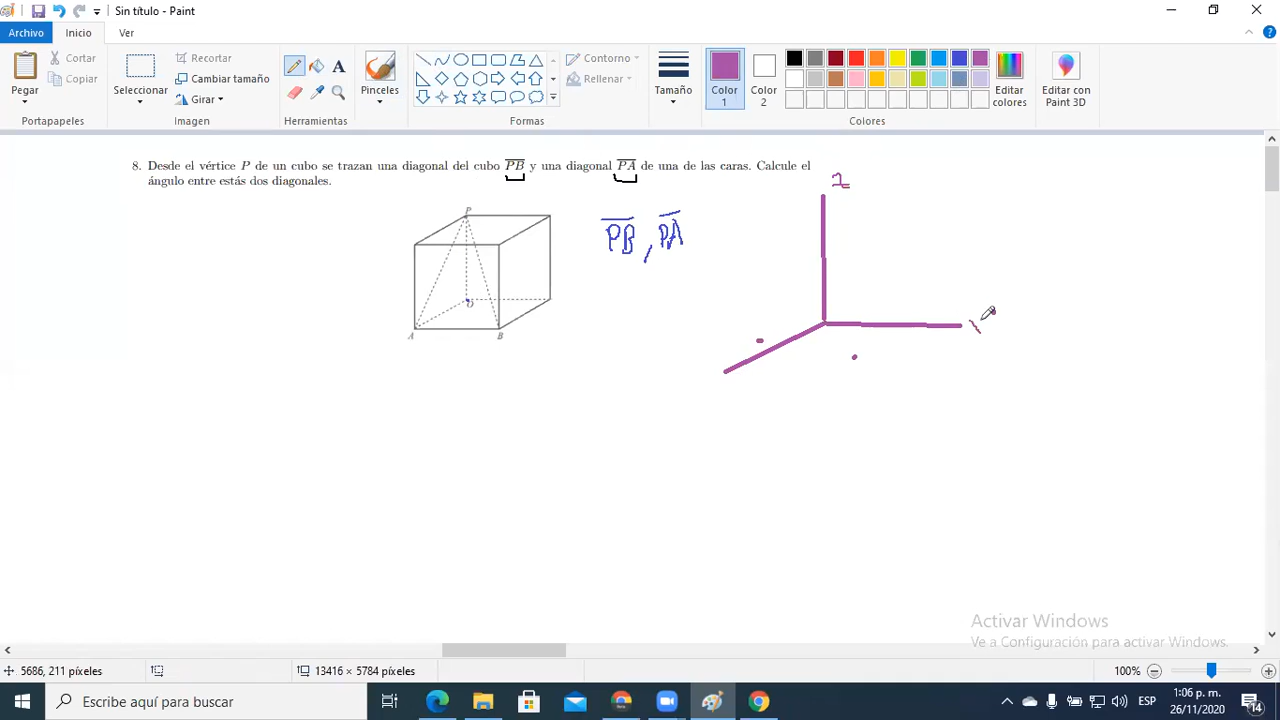 Sin título - Paint
Archivo Inicio Ver
Pegar
Cortar
Copiar
Portapapeles
Seleccionar
Recortar
Cambiar tamaño
Girar
Imagen
A
Herramientas
Pinceles
Contorno
Rellenar
Formas
Tamaño
Color 1
Color 2
Editar colores
Editar con Paint 3D
Colores
8. Desde el vértice P de un cubo se trazan una diagonal del cubo PB y una diagonal PA de una de las caras. Calcule el
ángulo entre estás dos diagonales.
P
O
A B
PB, PA
Activar Windows
Ve a Configuración para activar Windows.
5686, 211 píxeles 13416 × 5784 píxeles 100%
Escribe aquí para buscar
ESP
1:06 p. m.
26/11/2020
14